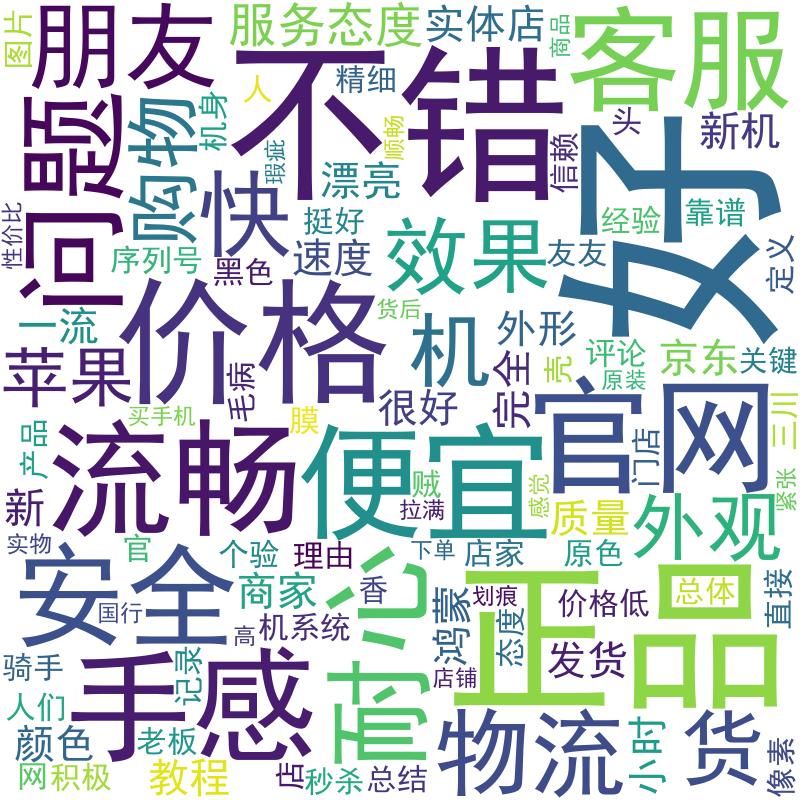 图片
朋友
服务态度
实体店
商品
客服
不错
精细
人
机身
顺畅
问题
购物
瑕疵
头
新机
信赖
好
漂亮
快
性价比
挺好
经验
靠谱
序列号
黑色
速度
效果
友友
定义
价格
货后
一流
机
外形
评论
京东
关键
苹果
毛病
完全
壳
原装
买手机
膜
很好
官网
三川
产品
流畅
便宜
门店
贼
感觉
紧张
新
拉满
质量
外观
实物
官
个验
理由
下单
店家
原色
安全
商家
香
耐心
正品
划痕
价格低
总体
直接
国行
高
机系统
鸿蒙
态度
骑手
手感
记录
店铺
发货
人们
颜色
老板
物流
小时
货
像素
网积极
教程
店
秒杀
总结